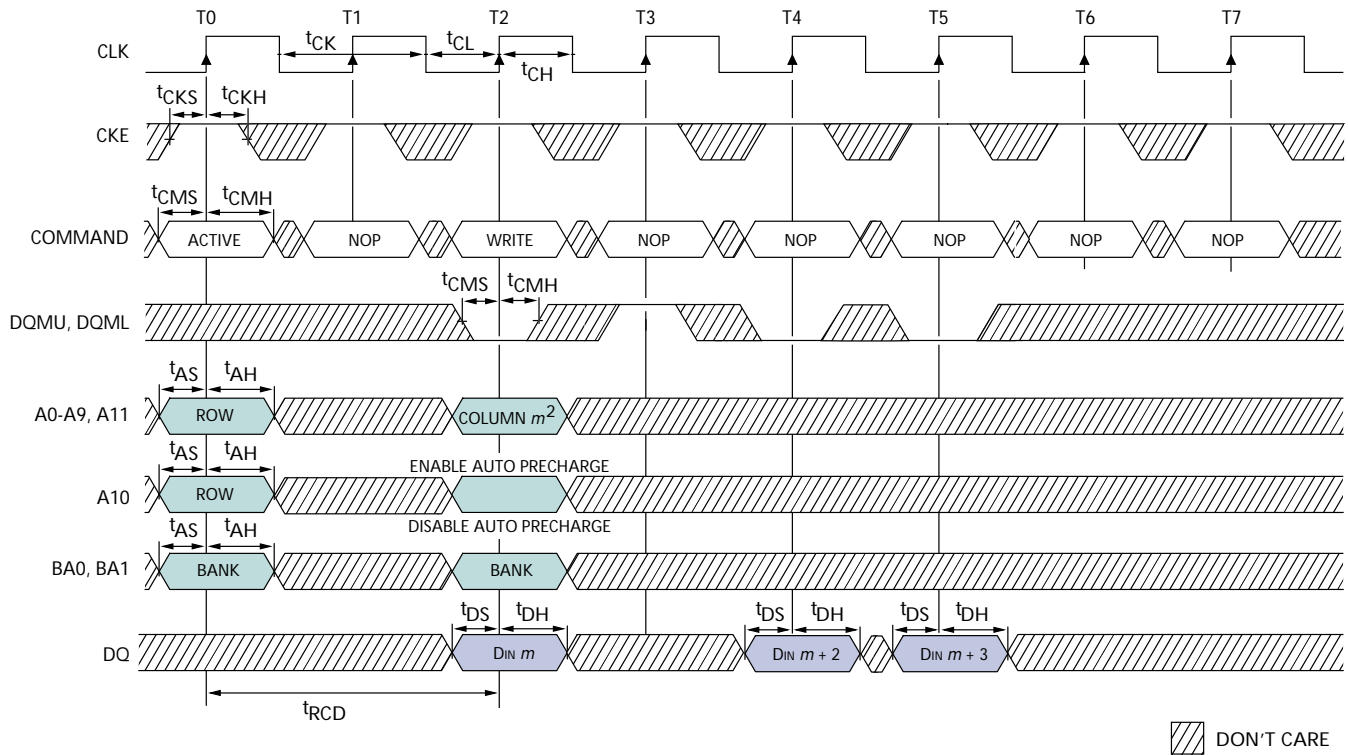 T0 T1 T2 T3 T4 T5 T6 T7
CLK
tCK tCL
tCH
tCKS tCKH
CKE
tCMS tCMH
COMMAND ACTIVE NOP WRITE NOP NOP NOP NOP NOP
tCMS tCMH
DQMU, DQML
tAS tAH
A0-A9, A11 ROW COLUMN m2
tAS tAH ENABLE AUTO PRECHARGE
A10 ROW
tAS tAH DISABLE AUTO PRECHARGE
BA0, BA1 BANK BANK
tDS tDH tDS tDH tDS tDH
DQ DIN m DIN m + 2 DIN m + 3
tRCD
DON'T CARE